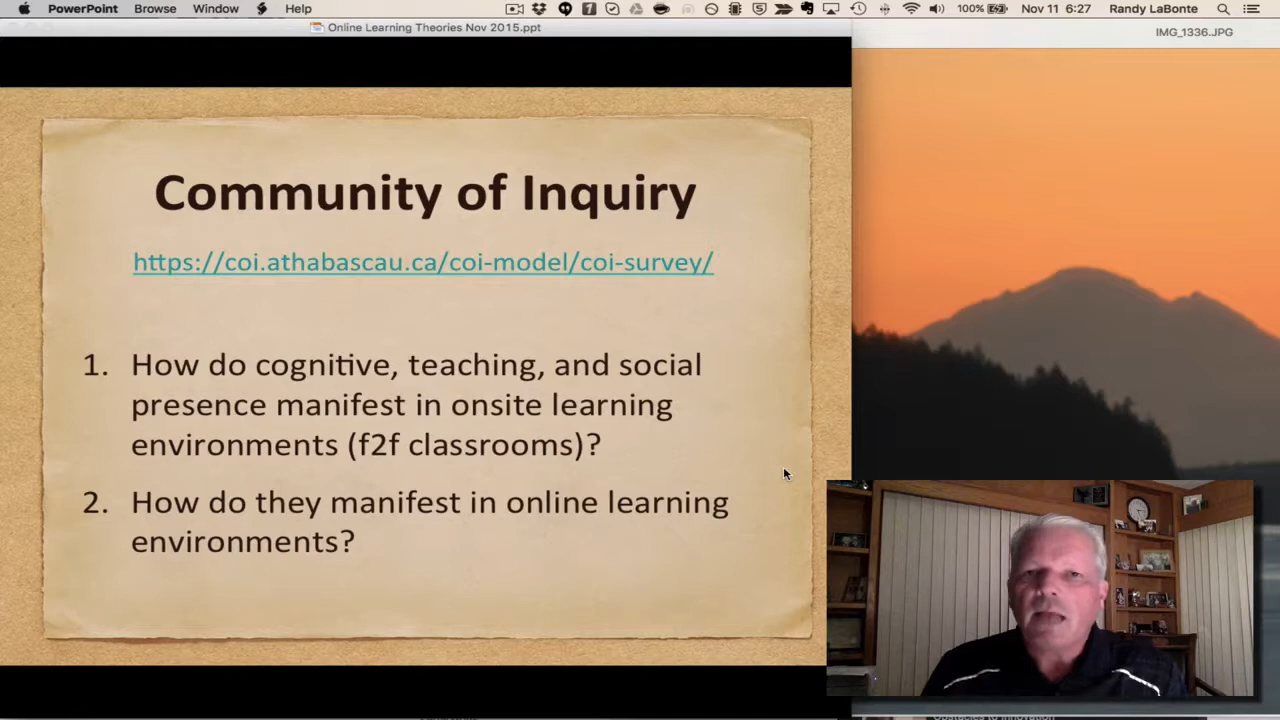 PowerPoint Browse Window Help 100% Nov 11 6:27 Randy LaBonte
Online Learning Theories Nov 2015.ppt
IMG_1336.JPG
Community of Inquiry
https://coi.athabascau.ca/coi-model/coi-survey/
1. How do cognitive, teaching, and social
presence manifest in onsite learning
environments (f2f classrooms)?
2. How do they manifest in online learning
environments?